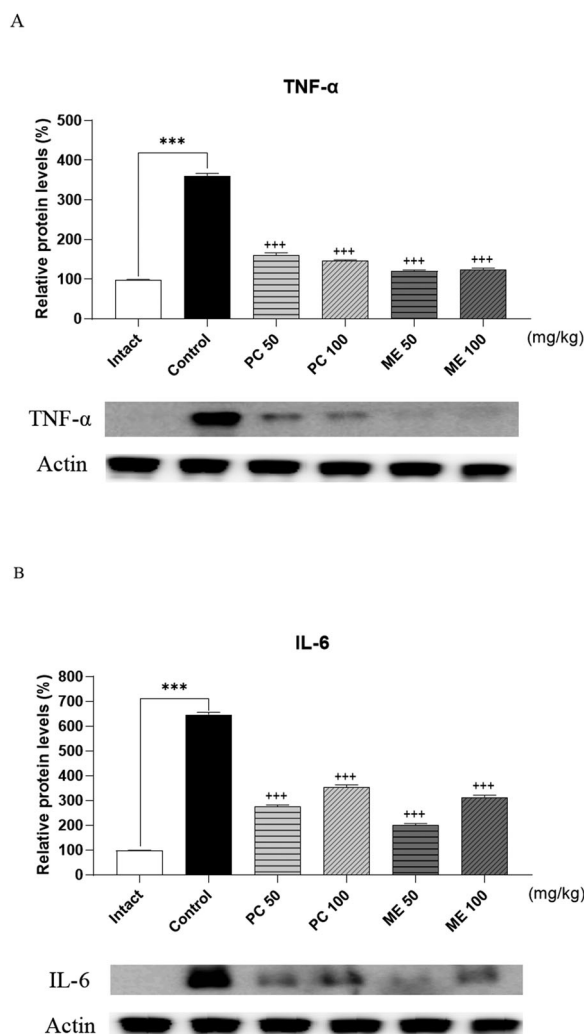 A
TNF-α
Relative protein levels (%)
500
400
300
200
100
0
***
+++
+++
+++
+++
Intact
Control
PC 50
PC 100
ME 50
ME 100
(mg/kg)
TNF-α
Actin
B
IL-6
Relative protein levels (%)
800
700
600
500
400
300
200
100
0
***
+++
+++
+++
+++
Intact
Control
PC 50
PC 100
ME 50
ME 100
(mg/kg)
IL-6
Actin